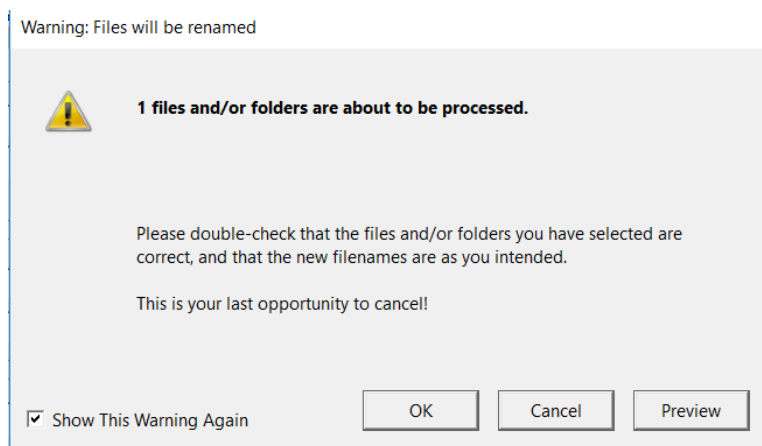 Warning: Files will be renamed
1 files and/or folders are about to be processed.
Please double-check that the files and/or folders you have selected are
correct, and that the new filenames are as you intended.
This is your last opportunity to cancel!
Show This Warning Again
OK
Cancel
Preview